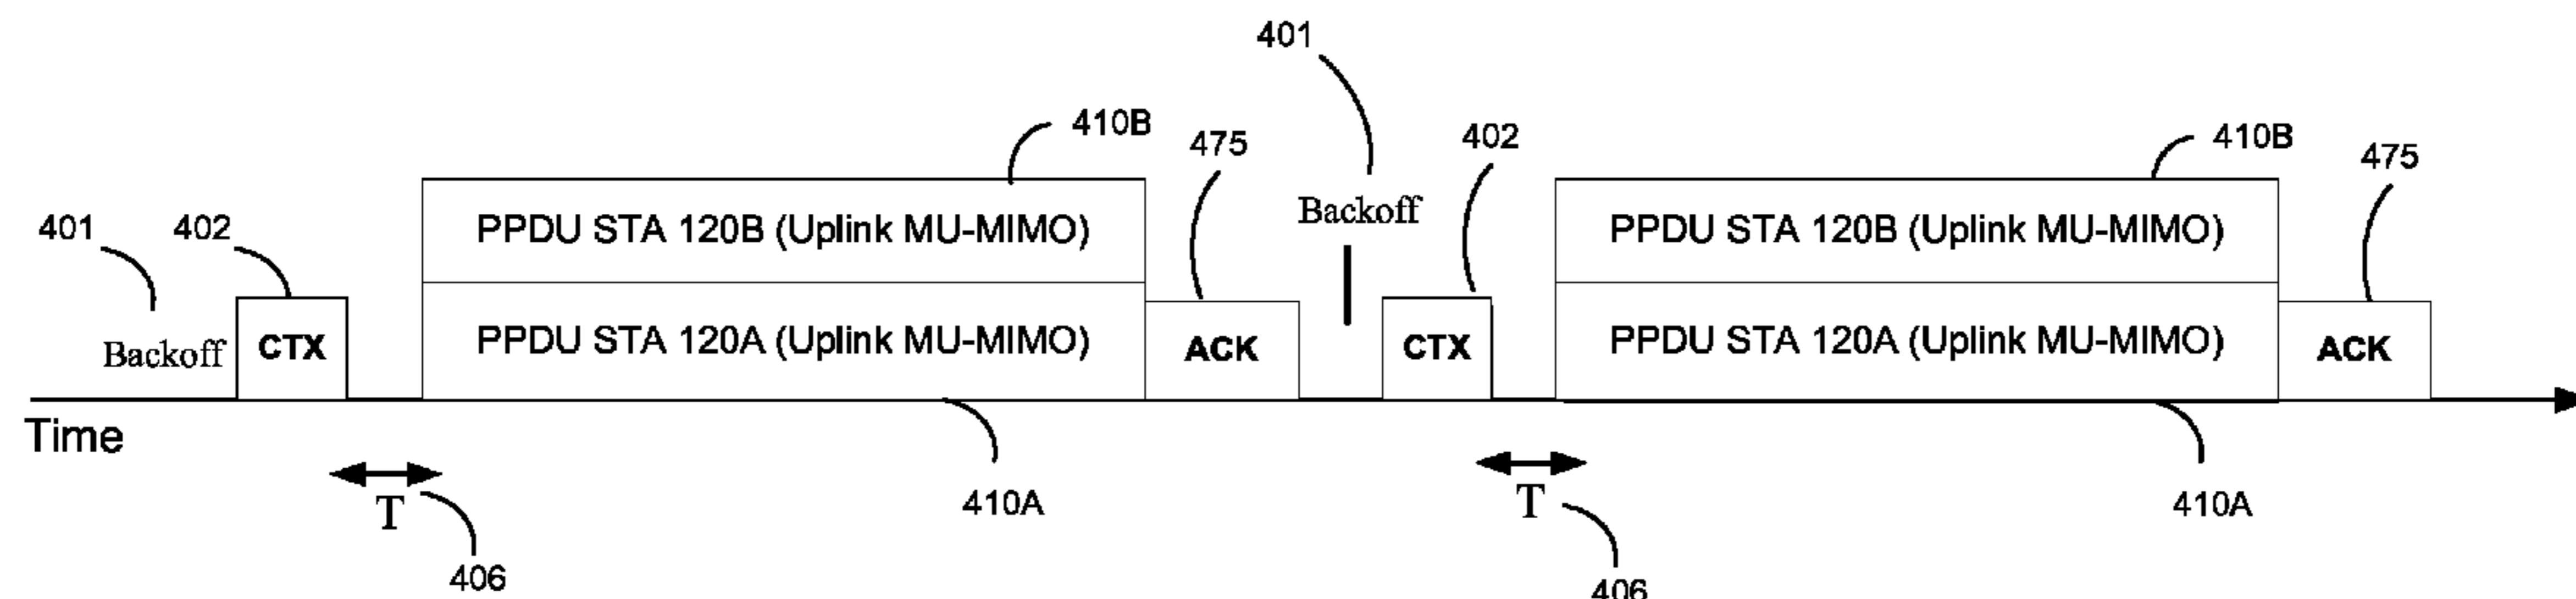 401
410B
402
410B
475
475
PPDU STA 120B (Uplink MU-MIMO)
Backoff
PPDU STA 120B (Uplink MU-MIMO)
401
402
Backoff
CTX
PPDU STA 120A (Uplink MU-MIMO)
ACK
CTX
PPDU STA 120A (Uplink MU-MIMO)
ACK
Time
T
410A
T
410A
406
406